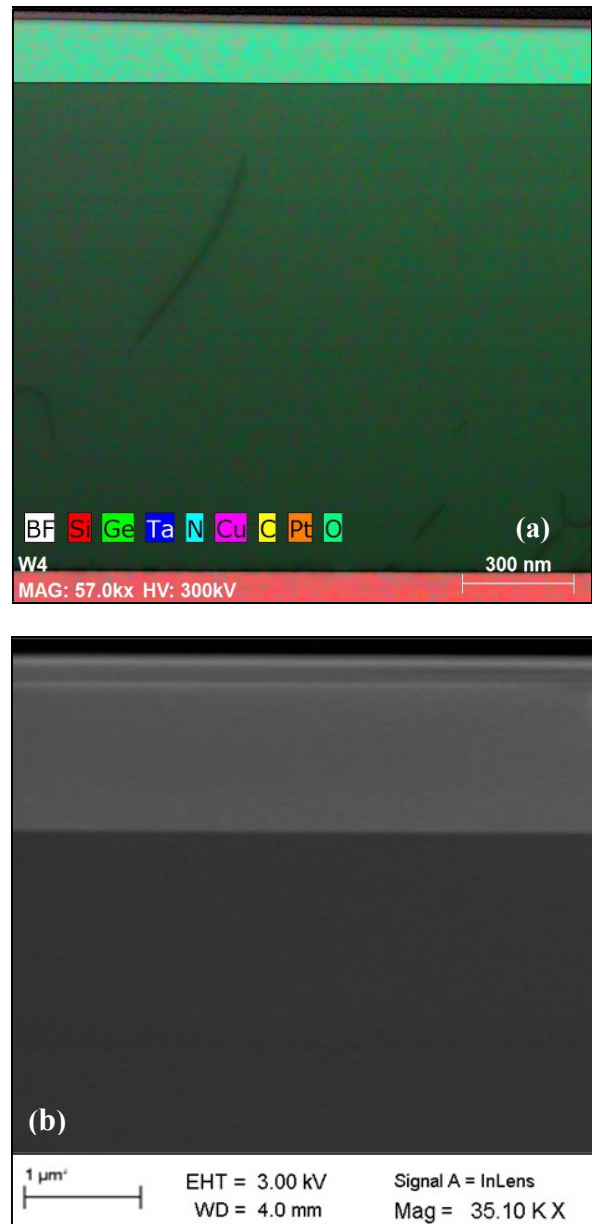 BF Si Ge Ta N Cu C Pt O (a)
W4 300 nm
MAG: 57.0kx HV: 300kV
(b)
1 µm EHT = 3.00 kV Signal A = InLens
WD = 4.0 mm Mag = 35.10 K X